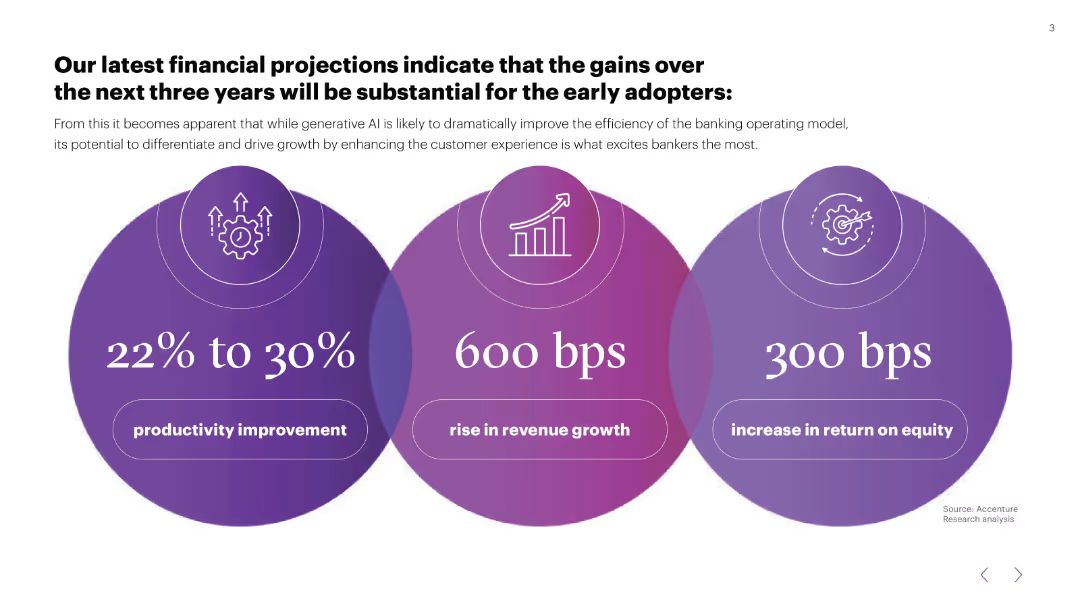 3
Our latest financial projections indicate that the gains over
the next three years will be substantial for the early adopters:
From this it becomes apparent that while generative AI is likely to dramatically improve the efficiency of the banking operating model,
its potential to differentiate and drive growth by enhancing the customer experience is what excites bankers the most.
22% to 30%
productivity improvement
600 bps
rise in revenue growth
300 bps
increase in return on equity
Source: Accenture
Research analysis